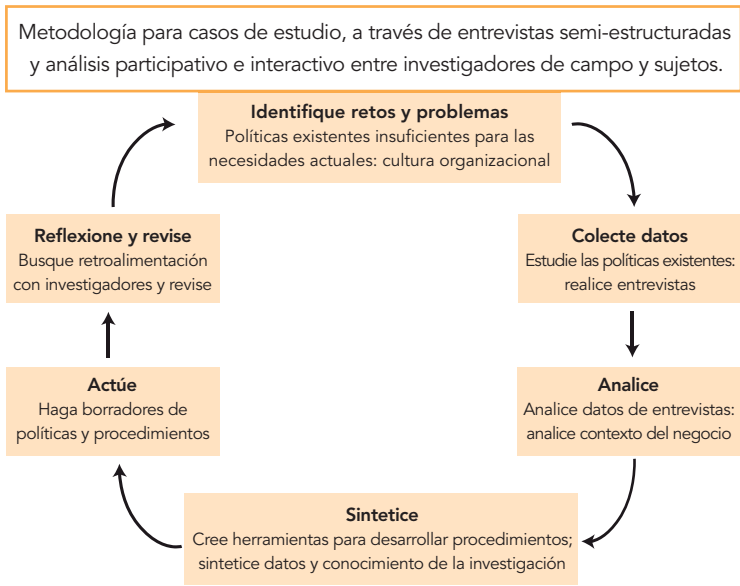 Metodología para casos de estudio, a través de entrevistas semi-estructuradas
y análisis participativo e interactivo entre investigadores de campo y sujetos.
Identifique retos y problemas
Políticas existentes insuficientes para las
necesidades actuales: cultura organizacional
Colecte datos
Estudie las políticas existentes:
realice entrevistas
Analice
Analice datos de entrevistas:
analice contexto del negocio
Sintetice
Cree herramientas para desarrollar procedimientos;
sintetice datos y conocimiento de la investigación
Actúe
Haga borradores de
políticas y procedimientos
Reflexione y revise
Busque retroalimentación
con investigadores y revise